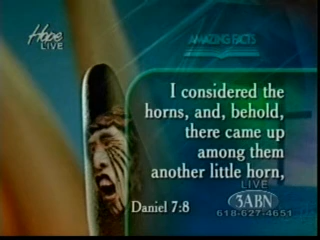 Hope
LIVE
AMAZING FACTS
I considered the
horns, and, behold,
there came up
among them
another little horn,
Daniel 7:8
LIVE
3ABN
618-627-4651